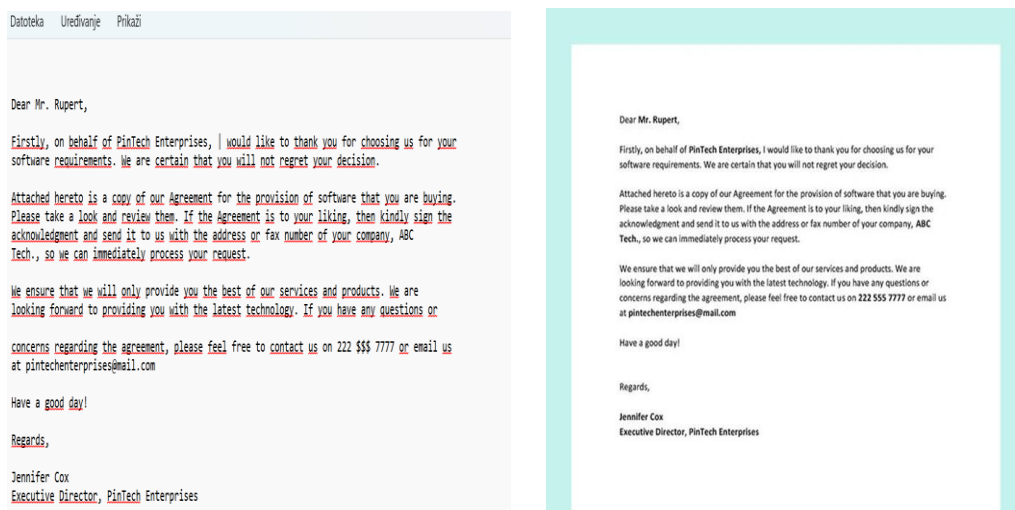 Datoteka Uređivanje Prikaži
Dear Mr. Rupert,
Firstly, on behalf of PinTech Enterprises, | would like to thank you for choosing us for your
software requirements. We are certain that you will not regret your decision.
Attached hereto is a copy of our Agreement for the provision of software that you are buying.
Please take a look and review them. If the Agreement is to your liking, then kindly sign the
acknowledgment and send it to us with the address or fax number of your company, ABC
Tech., so we can immediately process your request.
We ensure that we will only provide you the best of our services and products. We are
looking forward to providing you with the latest technology. If you have any questions or
concerns regarding the agreement, please feel free to contact us on 222 $$$ 7777 or email us
at pintechenterprises@mail.com
Have a good day!
Regards,
Jennifer Cox
Executive Director, PinTech Enterprises
Dear Mr. Rupert,
Firstly, on behalf of PinTech Enterprises, I would like to thank you for choosing us for your
software requirements. We are certain that you will not regret your decision.
Attached hereto is a copy of our Agreement for the provision of software that you are buying.
Please take a look and review them. If the Agreement is to your liking, then kindly sign the
acknowledgment and send it to us with the address or fax number of your company, ABC
Tech., so we can immediately process your request.
We ensure that we will only provide you the best of our services and products. We are
looking forward to providing you with the latest technology. If you have any questions or
concerns regarding the agreement, please feel free to contact us on 222 555 7777 or email us
at pintechenterprises@mail.com
Have a good day!
Regards,
Jennifer Cox
Executive Director, PinTech Enterprises